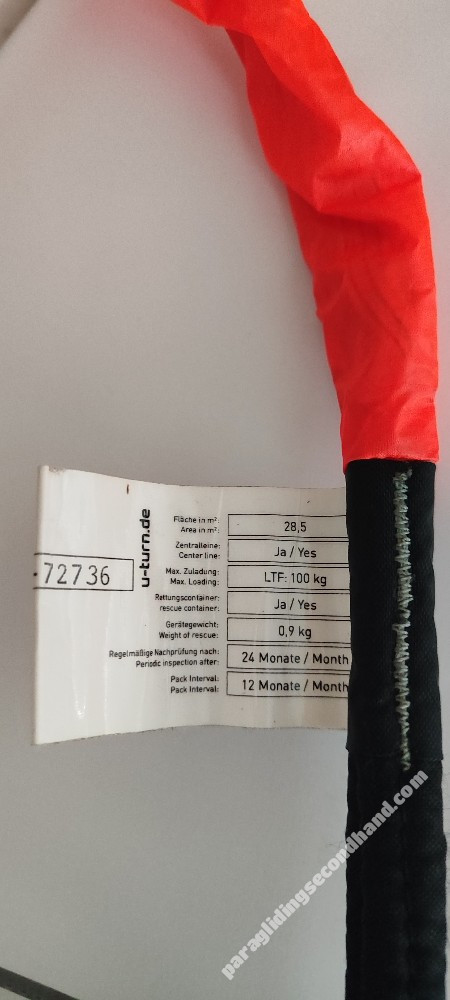 -72736
u-turn.de
Fläche in m²:
Area in m²:
28,5
Zentralleine:
Center line:
Ja / Yes
Max. Zuladung:
Max. Loading:
LTF: 100 kg
Rettungscontainer:
rescue container:
Ja / Yes
Gerätegewicht:
Weight of rescue:
0,9 kg
Regelmäßige Nachprüfung nach:
Periodic inspection after:
24 Monate / Month
Pack Interval:
Pack Interval:
12 Monate / Month
paraglidingsecondhand.com